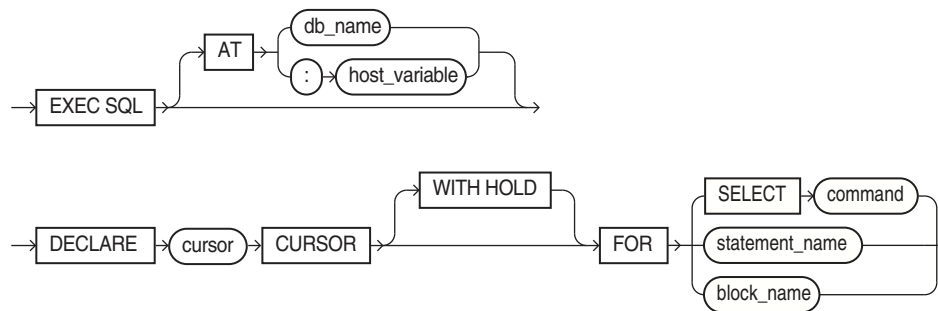 AT db_name
: host_variable
EXEC SQL
WITH HOLD
SELECT command
DECLARE cursor CURSOR FOR statement_name
block_name